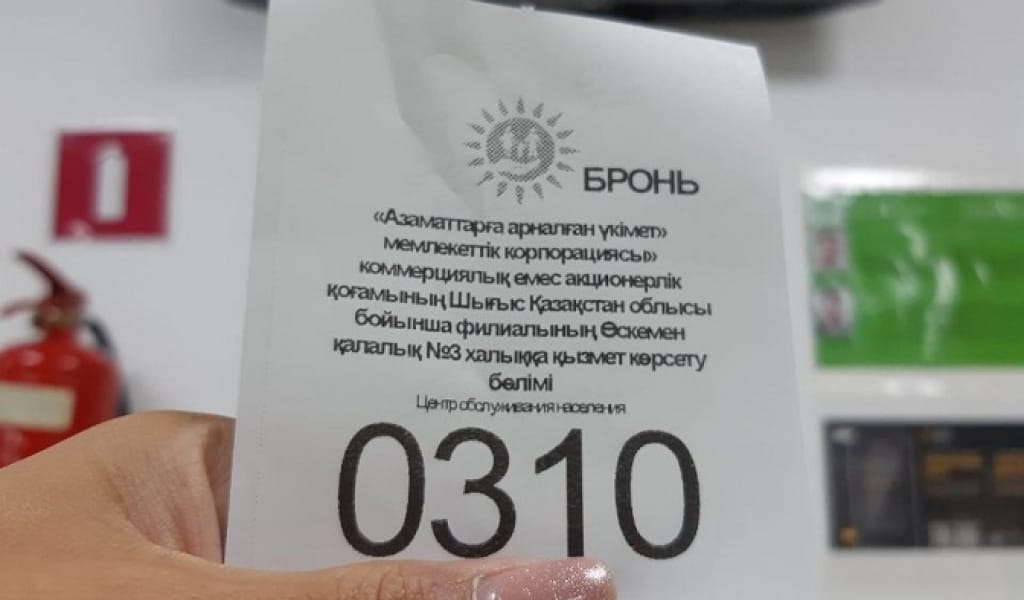 БРОНЬ
«Азаматтарға арналған үкімет»
мемлекеттік корпорациясы»
коммерциялық емес акционерлік
қоғамының Шығыс Қазақстан облысы
бойынша филиалының Өскемен
қалалық №3 халыққа қызмет көрсету
бөлімі
Центр обслуживания населения
0310